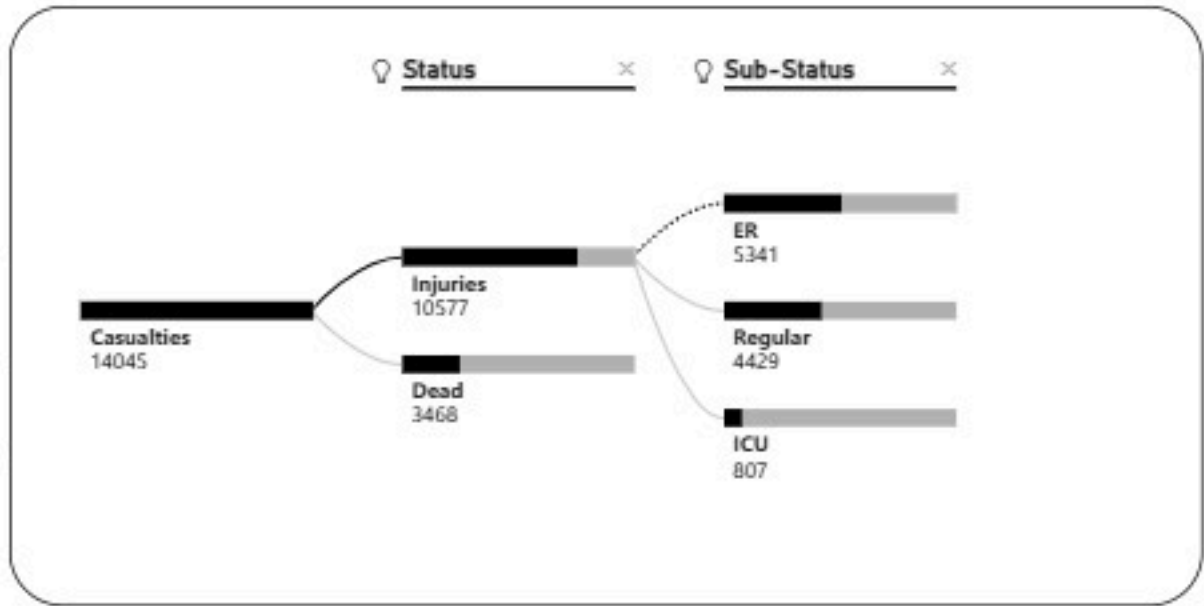 Status
Sub-Status
Casualties
14045
Injuries
10577
Dead
3468
ER
5341
Regular
4429
ICU
807